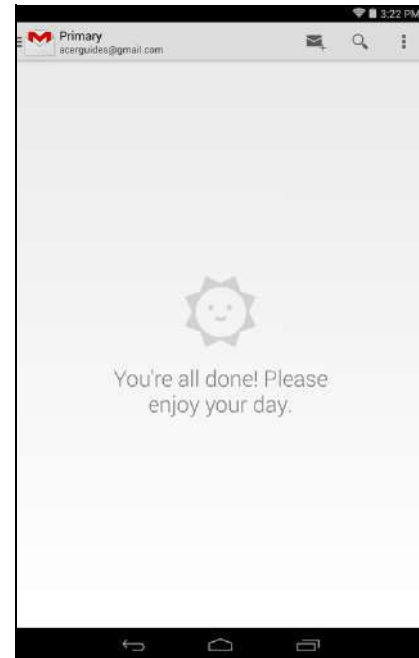 3:22 PM
Primary
acerguides@gmail.com
You're all done! Please
enjoy your day.